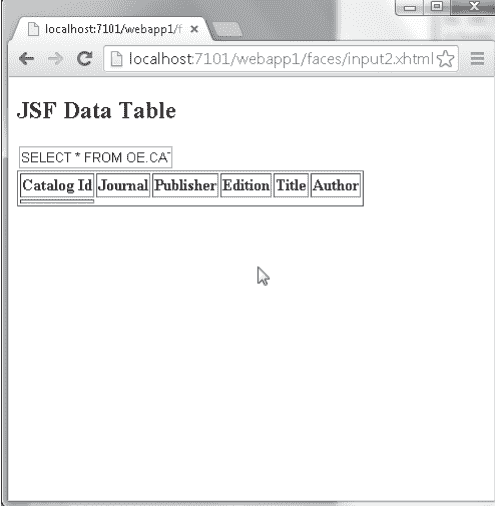 localhost:7101/webapp1/f
localhost:7101/webapp1/faces/input2.xhtml
JSF Data Table
SELECT * FROM OE.CAT
Catalog Id Journal Publisher Edition Title Author